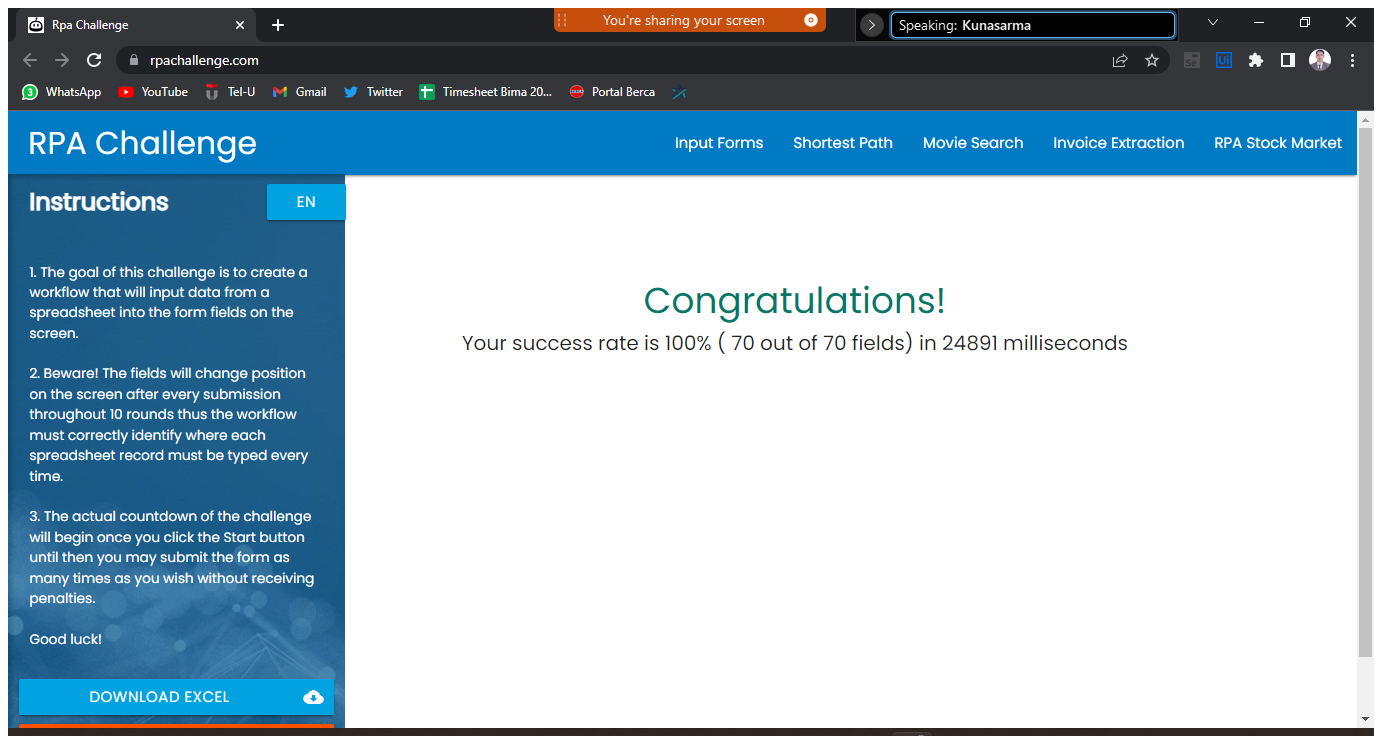 Rpa Challenge
You're sharing your screen
Speaking: Kunasarma
rpachallenge.com
Ui
3 WhatsApp YouTube Tel-U Gmail Twitter Timesheet Bima 20... Portal Berca
RPA Challenge
Input Forms Shortest Path Movie Search Invoice Extraction RPA Stock Market
Instructions
EN
1. The goal of this challenge is to create a
workflow that will input data from a
spreadsheet into the form fields on the
screen.
2. Beware! The fields will change position
on the screen after every submission
throughout 10 rounds thus the workflow
must correctly identify where each
spreadsheet record must be typed every
time.
3. The actual countdown of the challenge
will begin once you click the Start button
until then you may submit the form as
many times as you wish without receiving
penalties.
Good luck!
DOWNLOAD EXCEL
Congratulations!
Your success rate is 100% ( 70 out of 70 fields) in 24891 milliseconds